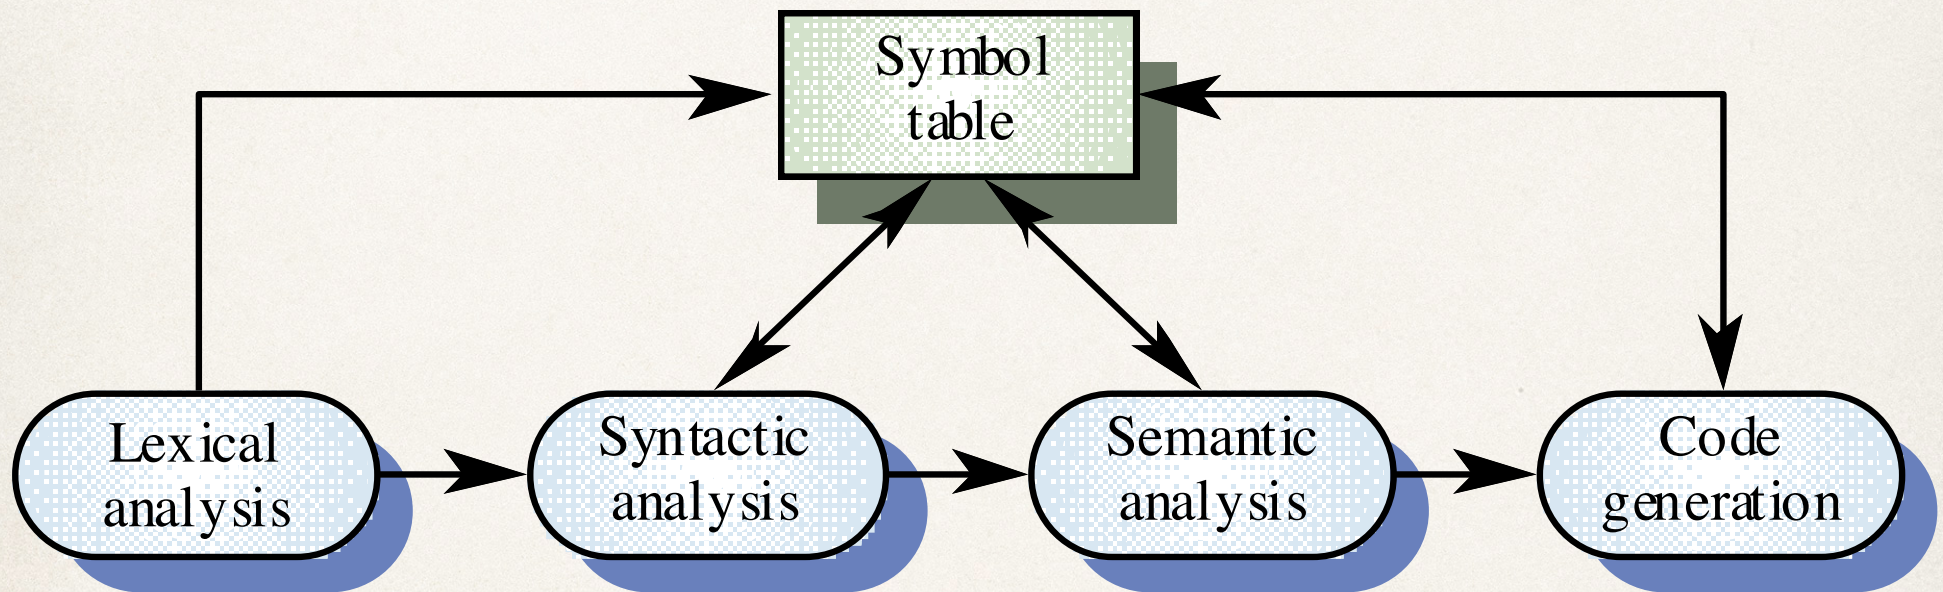 Symbol
table
Lexical
analysis
Syntactic
analysis
Semantic
analysis
Code
generation